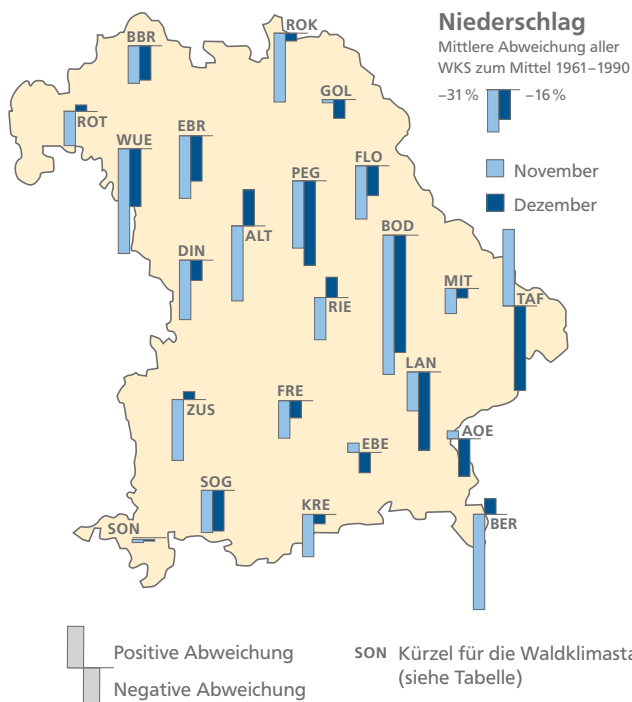 Niederschlag
Mittlere Abweichung aller
WKS zum Mittel 1961–1990
–31 % –16 %
November
Dezember
ROK
BBR
GOL
ROT
EBR
WUE
FLO
PEG
ALT
BOD
DIN
MIT
RIE
TAF
LAN
FRE
ZUS
AOE
EBE
SOG
KRE
BER
SON
Positive Abweichung
Negative Abweichung
SON Kürzel für die Waldklimasta
(siehe Tabelle)